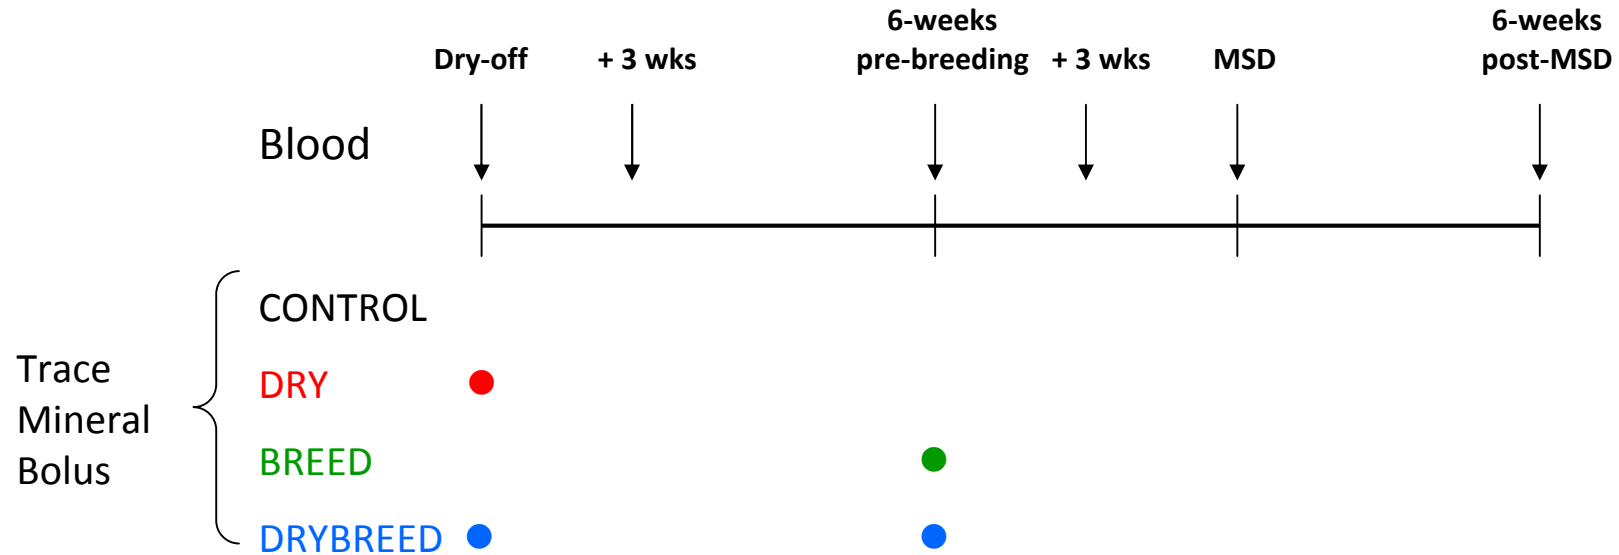 6-weeks
pre-breeding
6-weeks
post-MSD
Dry-off
+ 3 wks
+ 3 wks
MSD
Blood
Trace
Mineral
Bolus
CONTROL
DRY
BREED
DRYBREED